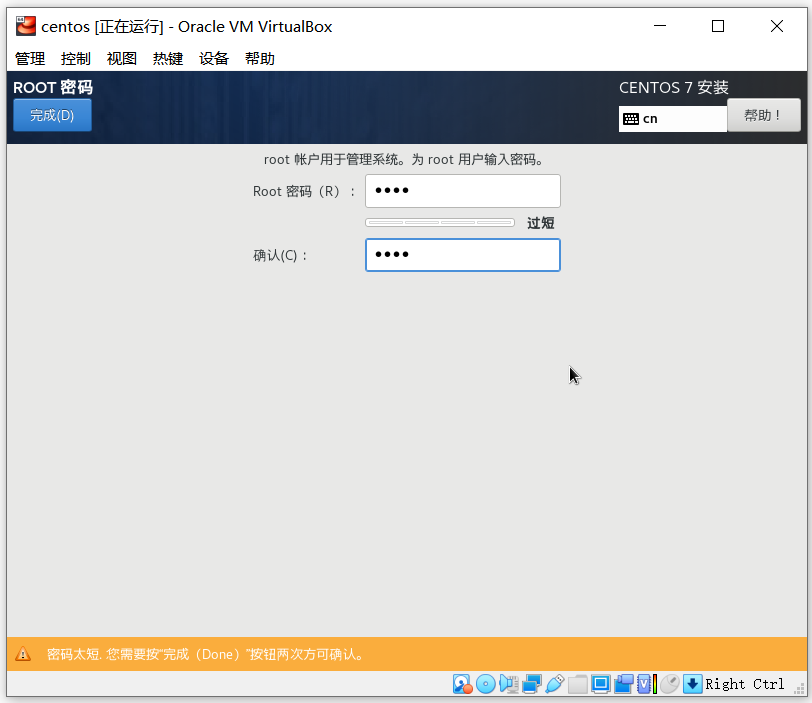 centos [正在运行] - Oracle VM VirtualBox
管理 控制 视图 热键 设备 帮助
ROOT 密码
CENTOS 7 安装
完成(D)
cn
帮助！
root 帐户用于管理系统。为 root 用户输入密码。
Root 密码（R）：
••••
过短
确认(C)：
••••
密码太短. 您需要按"完成（Done）"按钮两次方可确认。
Right Ctrl